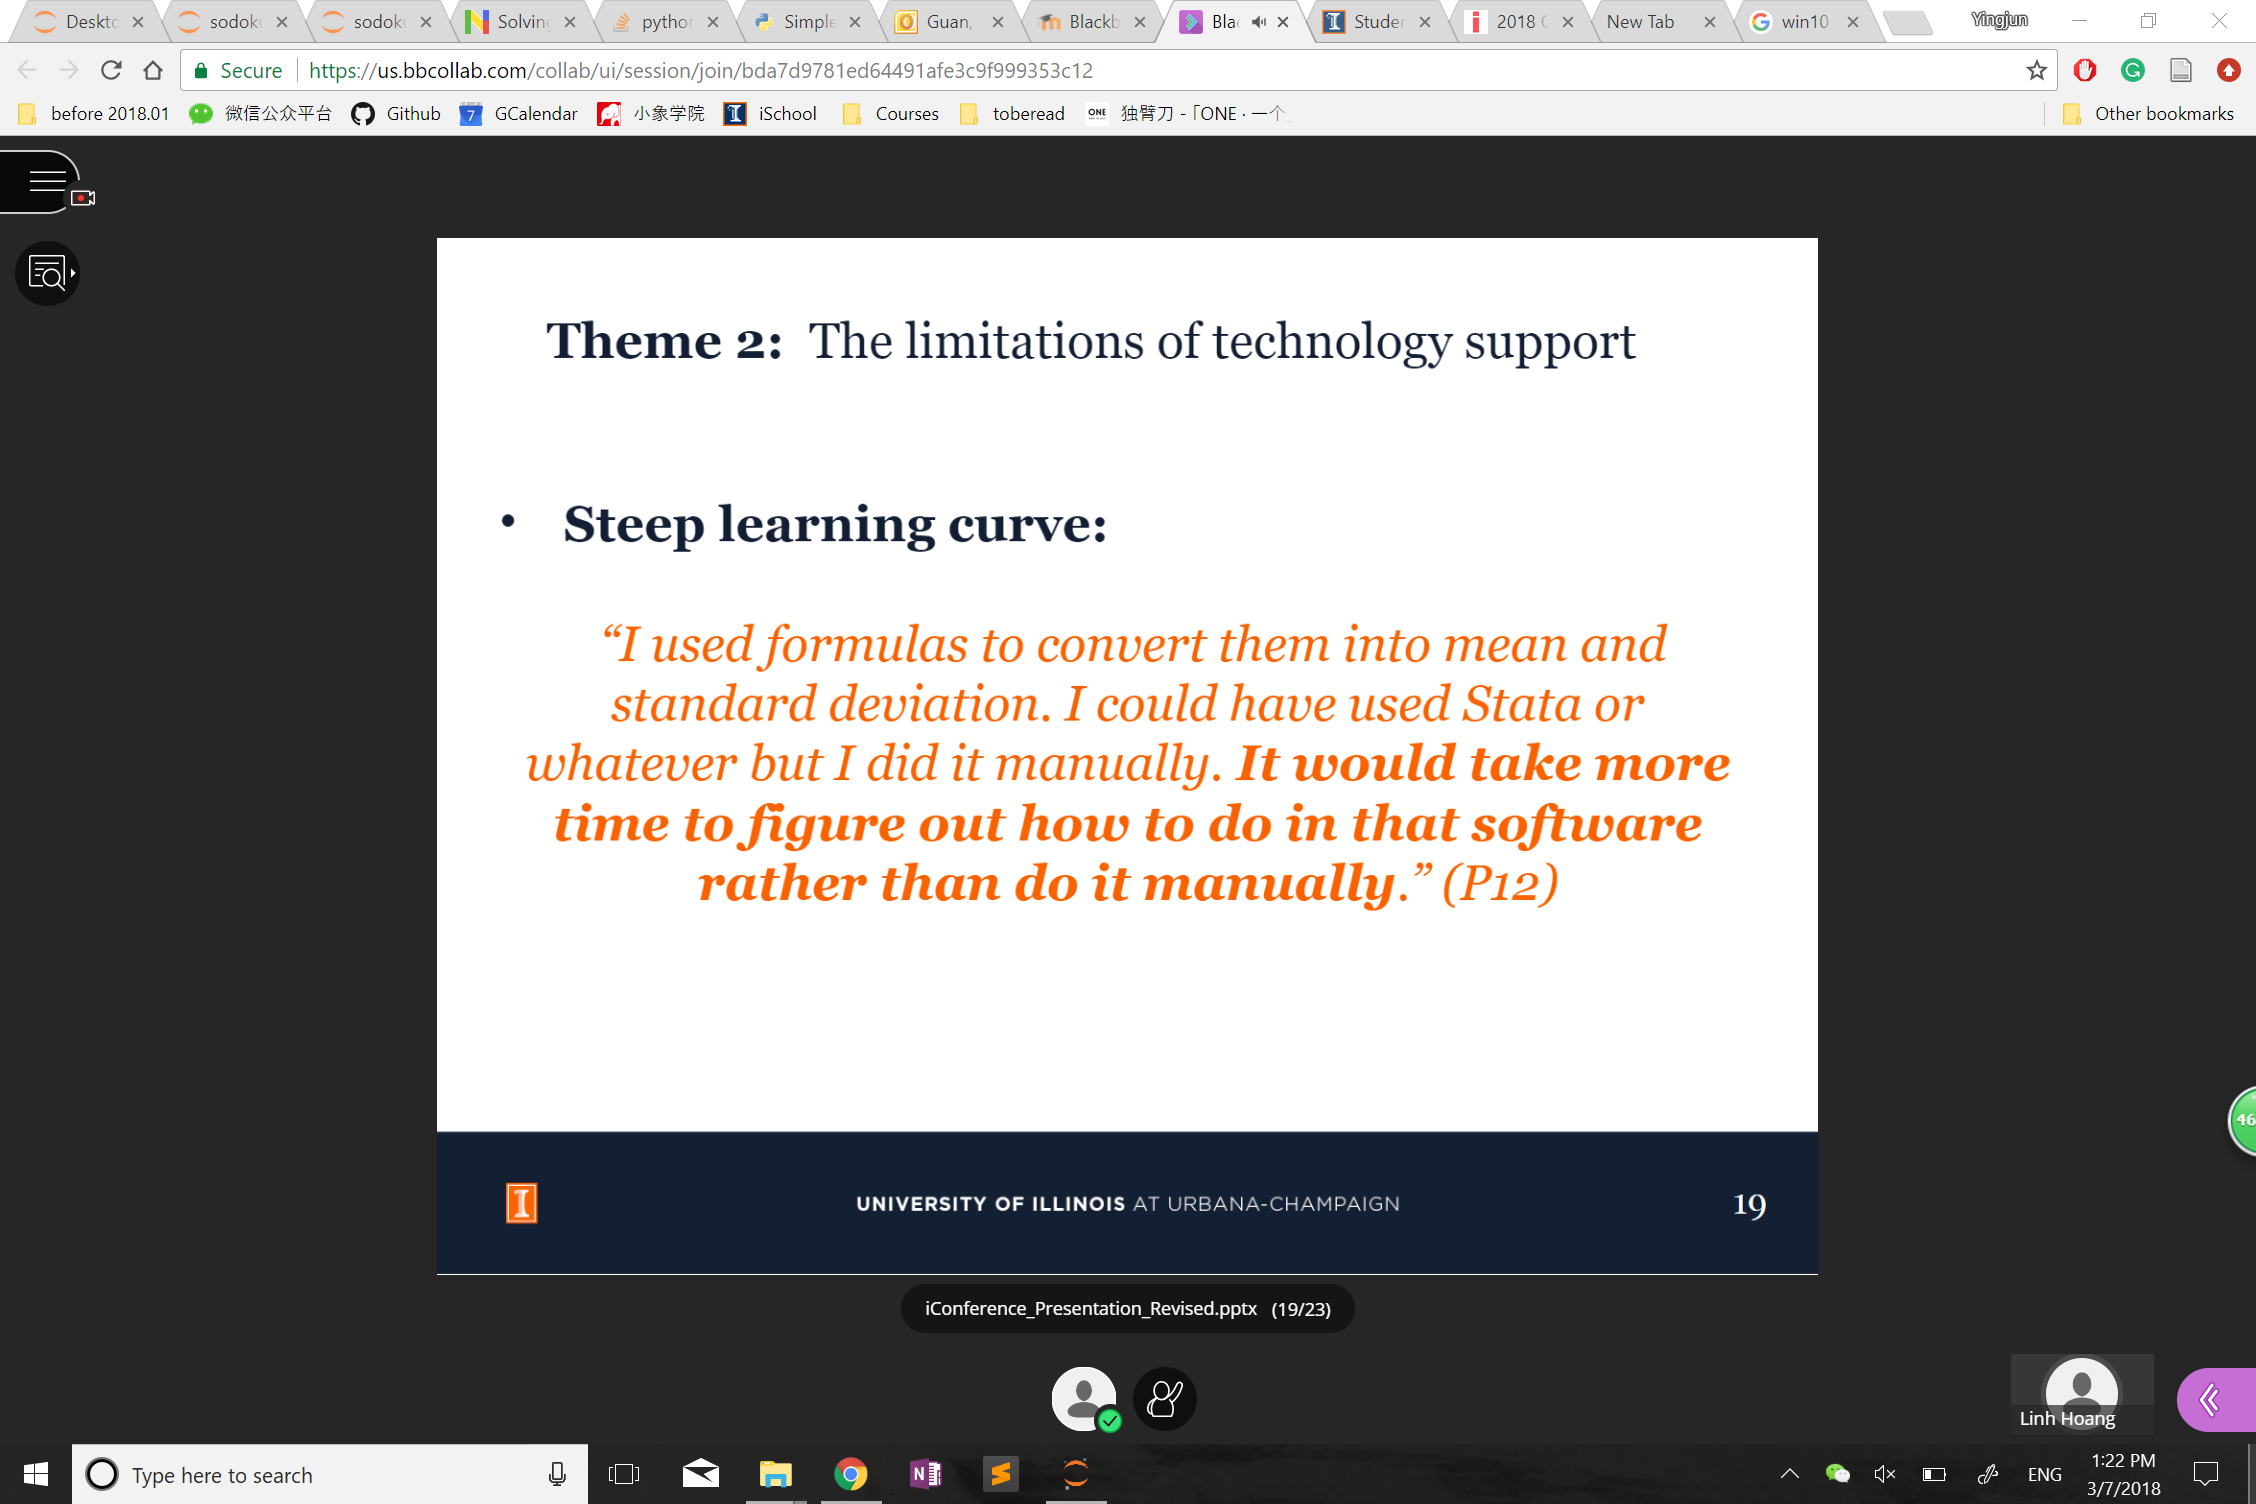 Deskto
sodoku
sodoku
Solving
python
Simple
Guan,
Blackb
Bla
Studen
2018
New Tab
win10
Yingjun
Secure
https://us.bbcollab.com/collab/ui/session/join/bda7d9781ed64491afe3c9f999353c12
before 2018.01
微信公众平台
Github
7
GCalendar
小象学院
iSchool
Courses
toberead
ONE
独臂刀 -「ONE · 一个
Other bookmarks
Theme 2: The limitations of technology support
• Steep learning curve:
“I used formulas to convert them into mean and
standard deviation. I could have used Stata or
whatever but I did it manually. It would take more
time to figure out how to do in that software
rather than do it manually.” (P12)
46
UNIVERSITY OF ILLINOIS AT URBANA-CHAMPAIGN
19
iConference_Presentation_Revised.pptx (19/23)
Linh Hoang
Type here to search
ENG
1:22 PM
3/7/2018